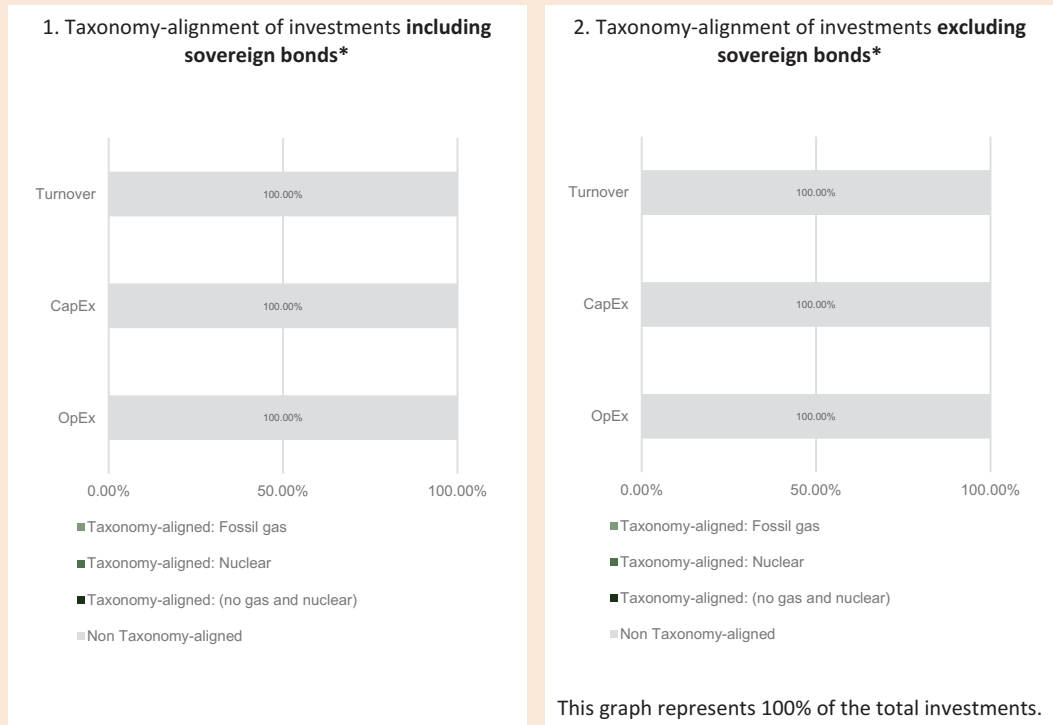 1. Taxonomy-alignment of investments including
sovereign bonds*
Turnover
100.00%
CapEx
100.00%
OpEx
100.00%
0.00% 50.00% 100.00%
Taxonomy-aligned: Fossil gas
Taxonomy-aligned: Nuclear
Taxonomy-aligned: (no gas and nuclear)
Non Taxonomy-aligned
2. Taxonomy-alignment of investments excluding
sovereign bonds*
Turnover
100.00%
CapEx
100.00%
OpEx
100.00%
0.00% 50.00% 100.00%
Taxonomy-aligned: Fossil gas
Taxonomy-aligned: Nuclear
Taxonomy-aligned: (no gas and nuclear)
Non Taxonomy-aligned
This graph represents 100% of the total investments.